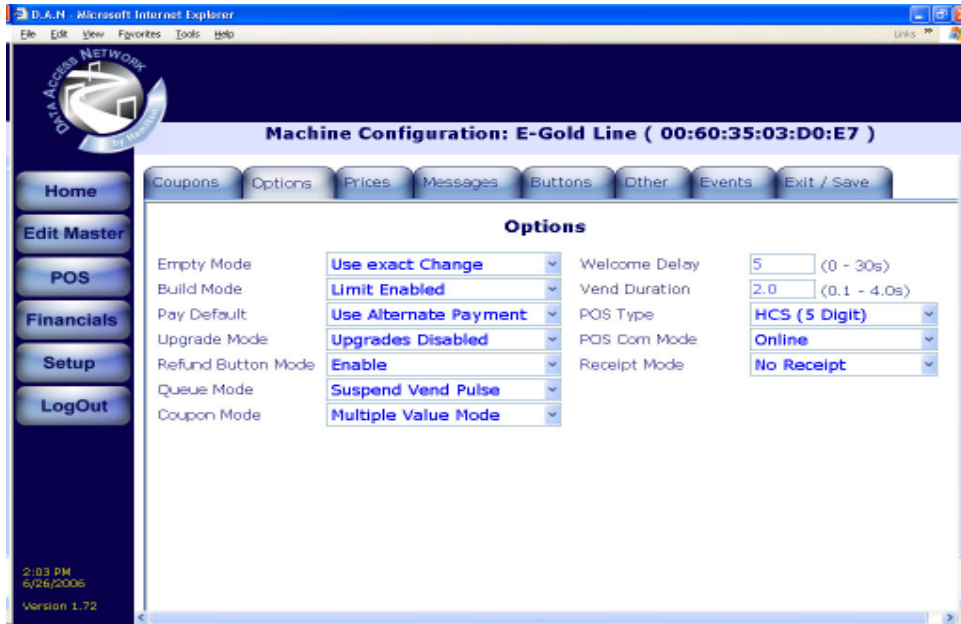 D.A.N - Microsoft Internet Explorer
File Edit View Favorites Tools Help Links »
DATA ACCESS NETWORK
by Hamilton
Machine Configuration: E-Gold Line ( 00:60:35:03:D0:E7 )
Coupons Options Prices Messages Buttons Other Events Exit / Save
Home
Edit Master
POS
Financials
Setup
LogOut
Options
Empty Mode Use exact Change Welcome Delay 5 (0 - 30s)
Build Mode Limit Enabled Vend Duration 2.0 (0.1 - 4.0s)
Pay Default Use Alternate Payment POS Type HCS (5 Digit)
Upgrade Mode Upgrades Disabled POS Com Mode Online
Refund Button Mode Enable Receipt Mode No Receipt
Queue Mode Suspend Vend Pulse
Coupon Mode Multiple Value Mode
2:03 PM
6/26/2006
Version 1.72